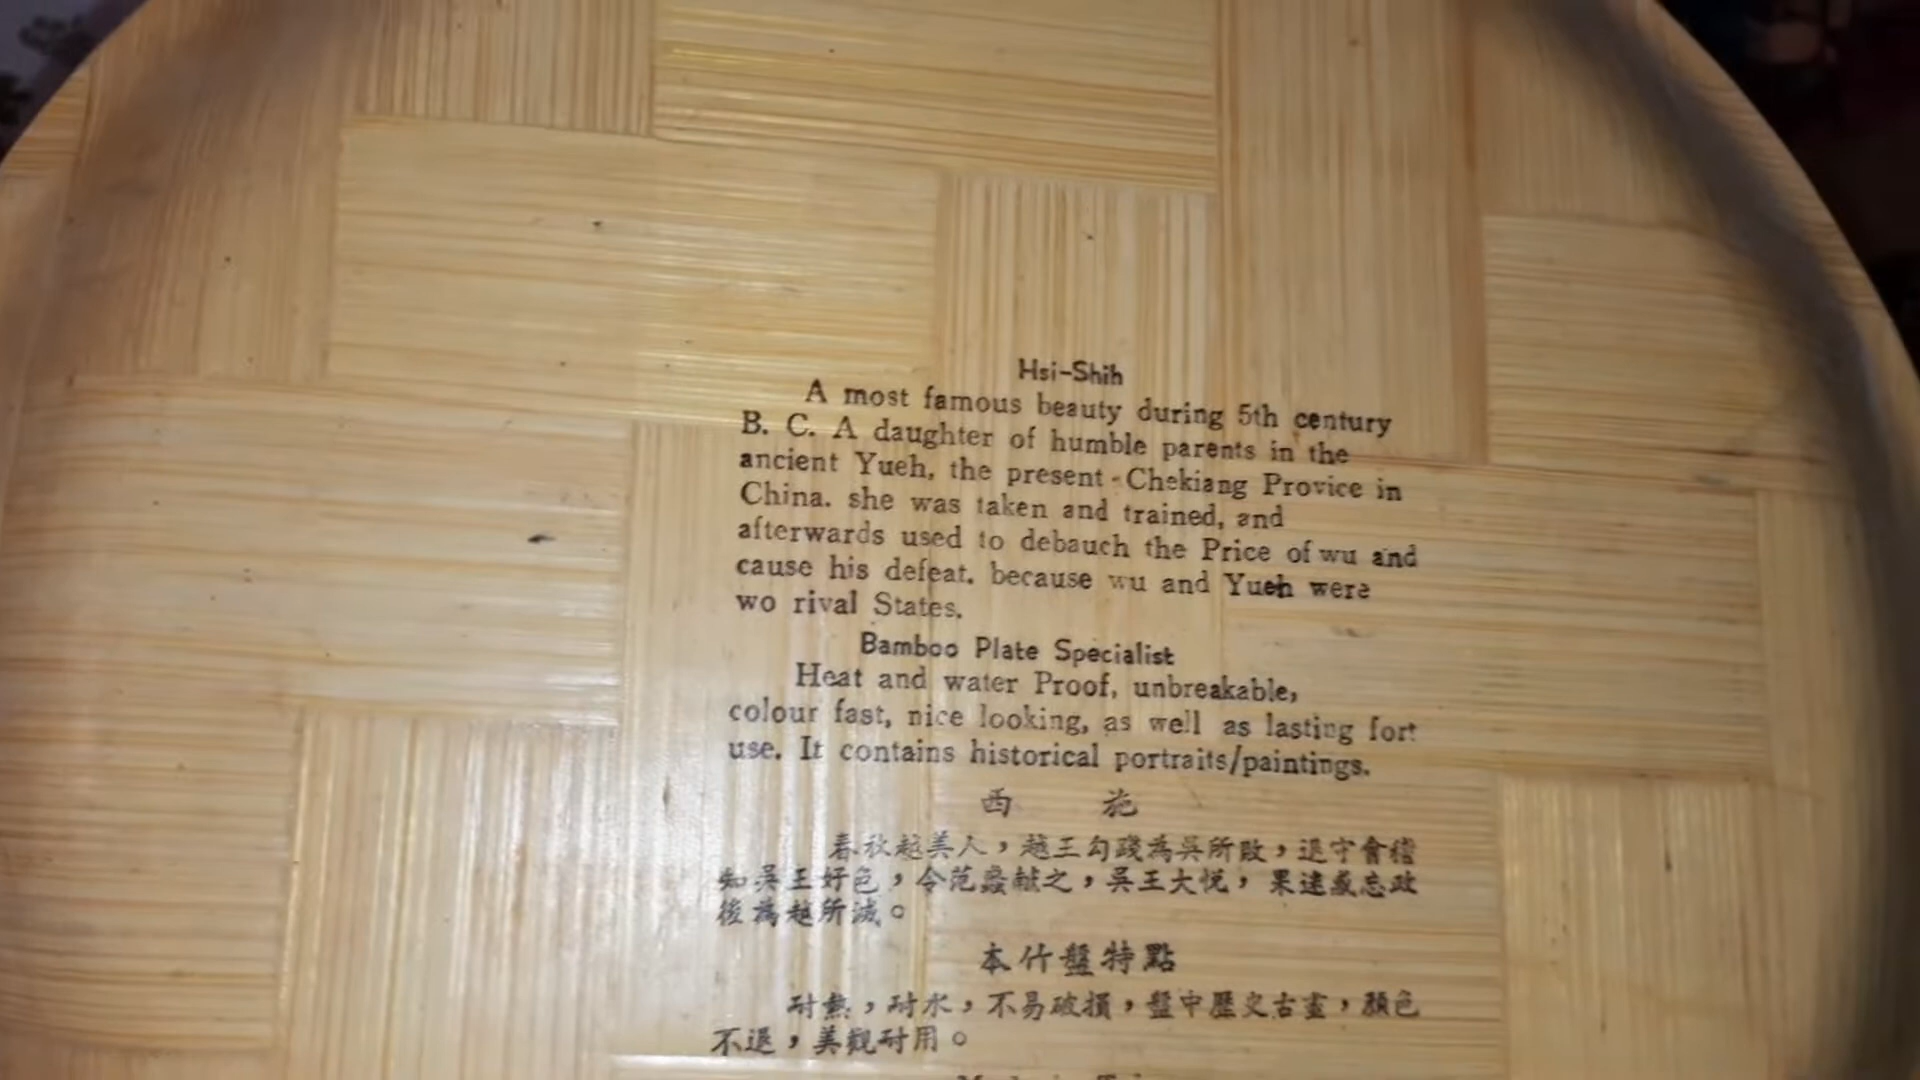 Hsi-Shih
A most famous beauty during 5th century
B. C. A daughter of humble parents in the
ancient Yueh, the present-Chekiang Provice in
China. she was taken and trained, and
afterwards used to debauch the Price of wu and
cause his defeat. because wu and Yueh were
wo rival States.
Bamboo Plate Specialist
Heat and water Proof, unbreakable,
colour fast, nice looking, as well as lasting fort
use. It contains historical portraits/paintings.
西 施
春秋越美人，越王勾踐為吳所敗，退守會稽
知吳王好色，令范蠡献之，吳王大悅，果迷惑忘政
後為越所滅。
本竹盤特點
耐熱，耐水，不易破損，盤中歷史古畫，顏色
不退，美觀耐用。